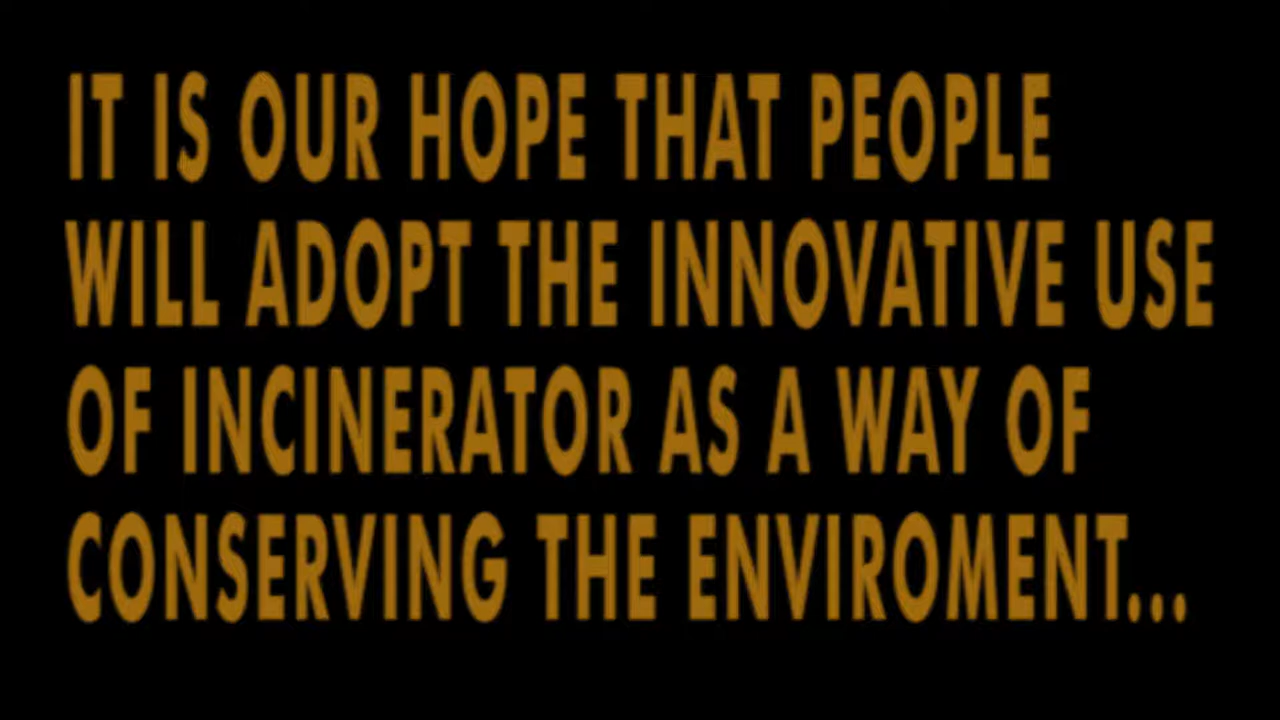 IT IS OUR HOPE THAT PEOPLE
WILL ADOPT THE INNOVATIVE USE
OF INCINERATOR AS A WAY OF
CONSERVING THE ENVIROMENT...